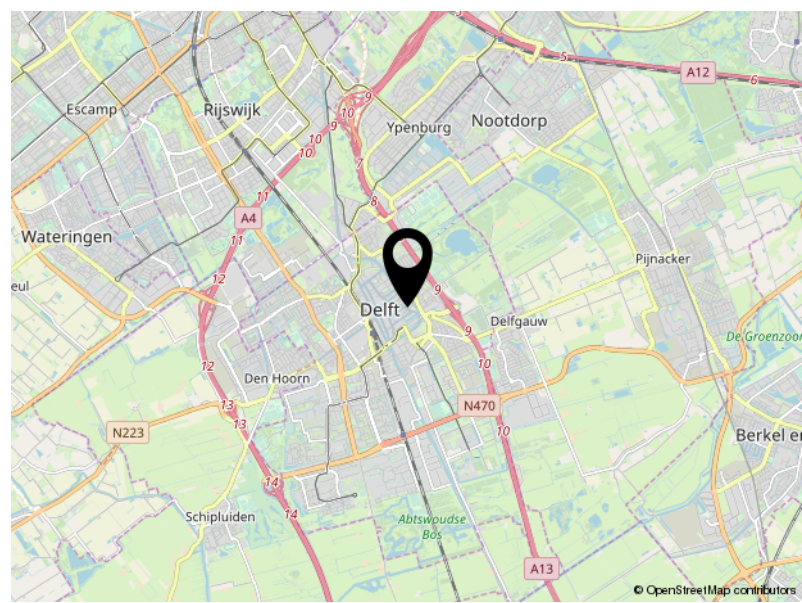 5
A12
6
Escamp
Rijswijk
9
10
9
Ypenburg
Nootdorp
10
10
7
11
8
A4
11
Wateringen
12
Pijnacker
eul
9
Delft
Delfgauw
9
De Groenzoom
12
10
Den Hoorn
13
N470
13
N223
10
Berkel en
14
14
Schipluiden
Abtswoudse
Bos
A13
© OpenStreetMap contributors